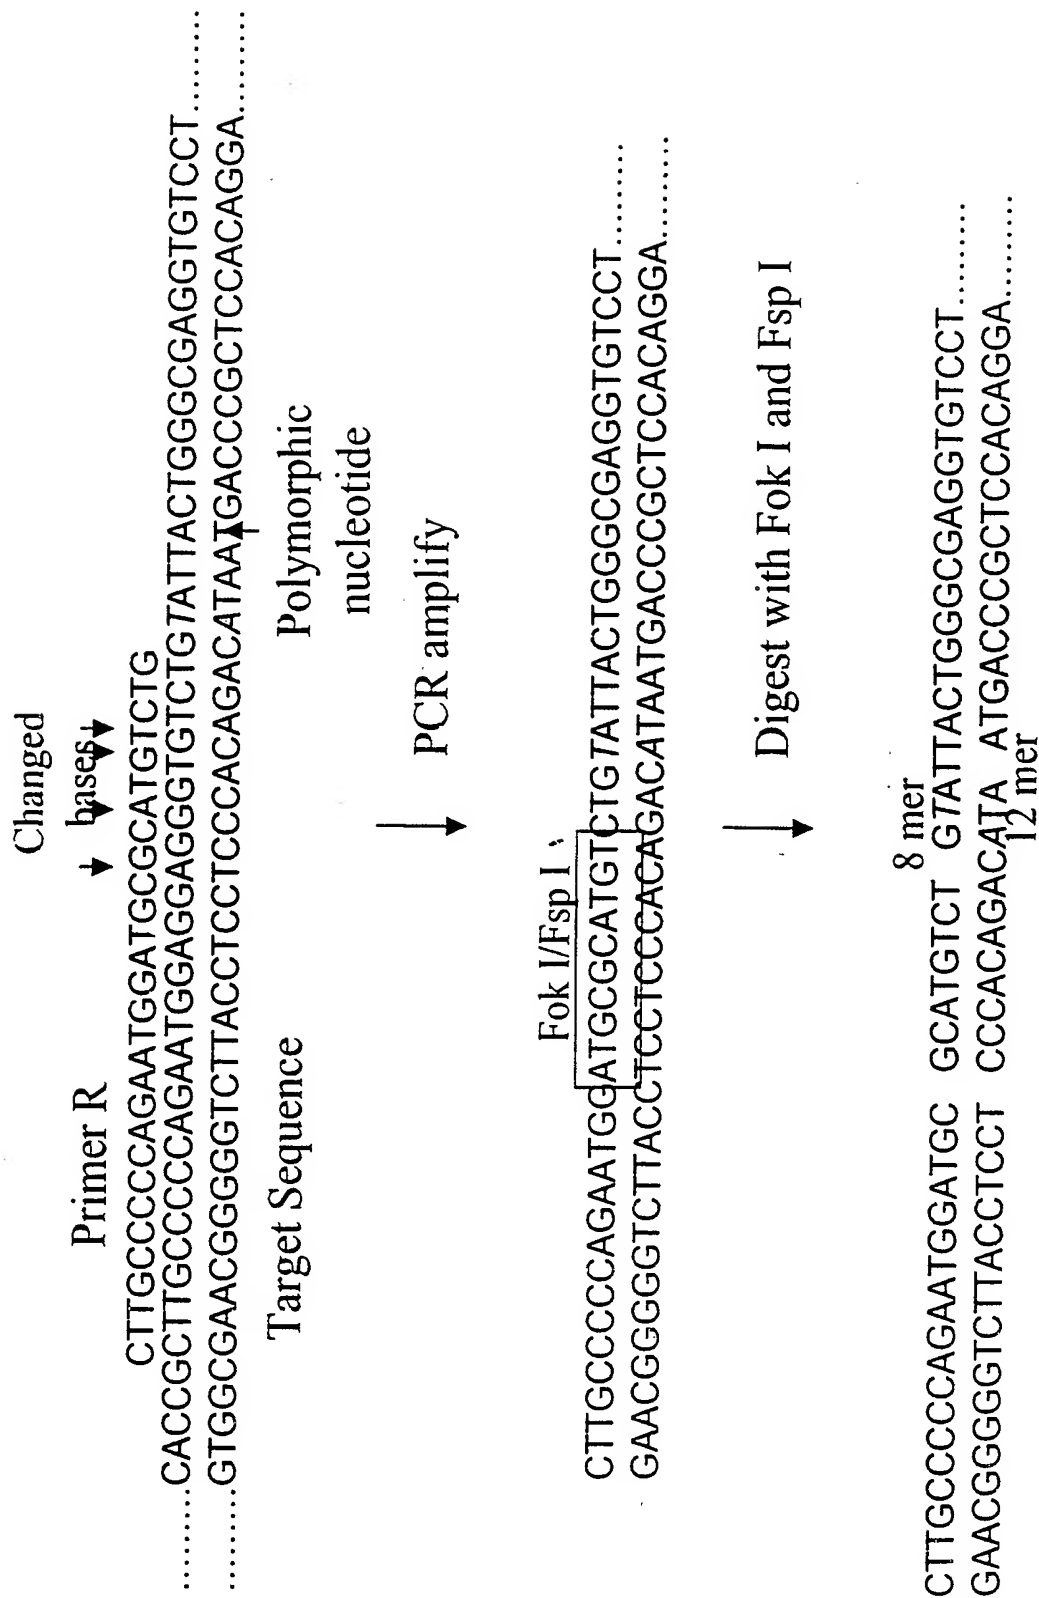 Changed
bases
Primer R
CTTGCCCCCAGAATGGATGCGCATGTCTG
.........CACCGCTTGCCCCCAGAATGGAGGAGGGTGTCTGTATTACTGGGCGAGGTGTCCT.........
........GTGGCGAACGGGGGTCTTACCTCCTCCCACAGACATAATGACCCGCTCCACAGGA.........
Target Sequence
Polymorphic
nucleotide
PCR amplify
Fok I/Fsp I
CTTGCCCCCAGAATGGATGCGCATGTCTGTATTACTGGGCGAGGTGTCCT.........
GAACGGGGGTCTTACCTCCTCCCACAGACATAATGACCCGCTCCACAGGA.........
Digest with Fok I and Fsp I
8 mer
CTTGCCCCCAGAATGGATGC GCATGTCT GTATTACTGGGCGAGGTGTCCT.........
GAACGGGGGTCTTACCTCCT CCCACAGACATA ATGACCCGCTCCACAGGA.........
12 mer